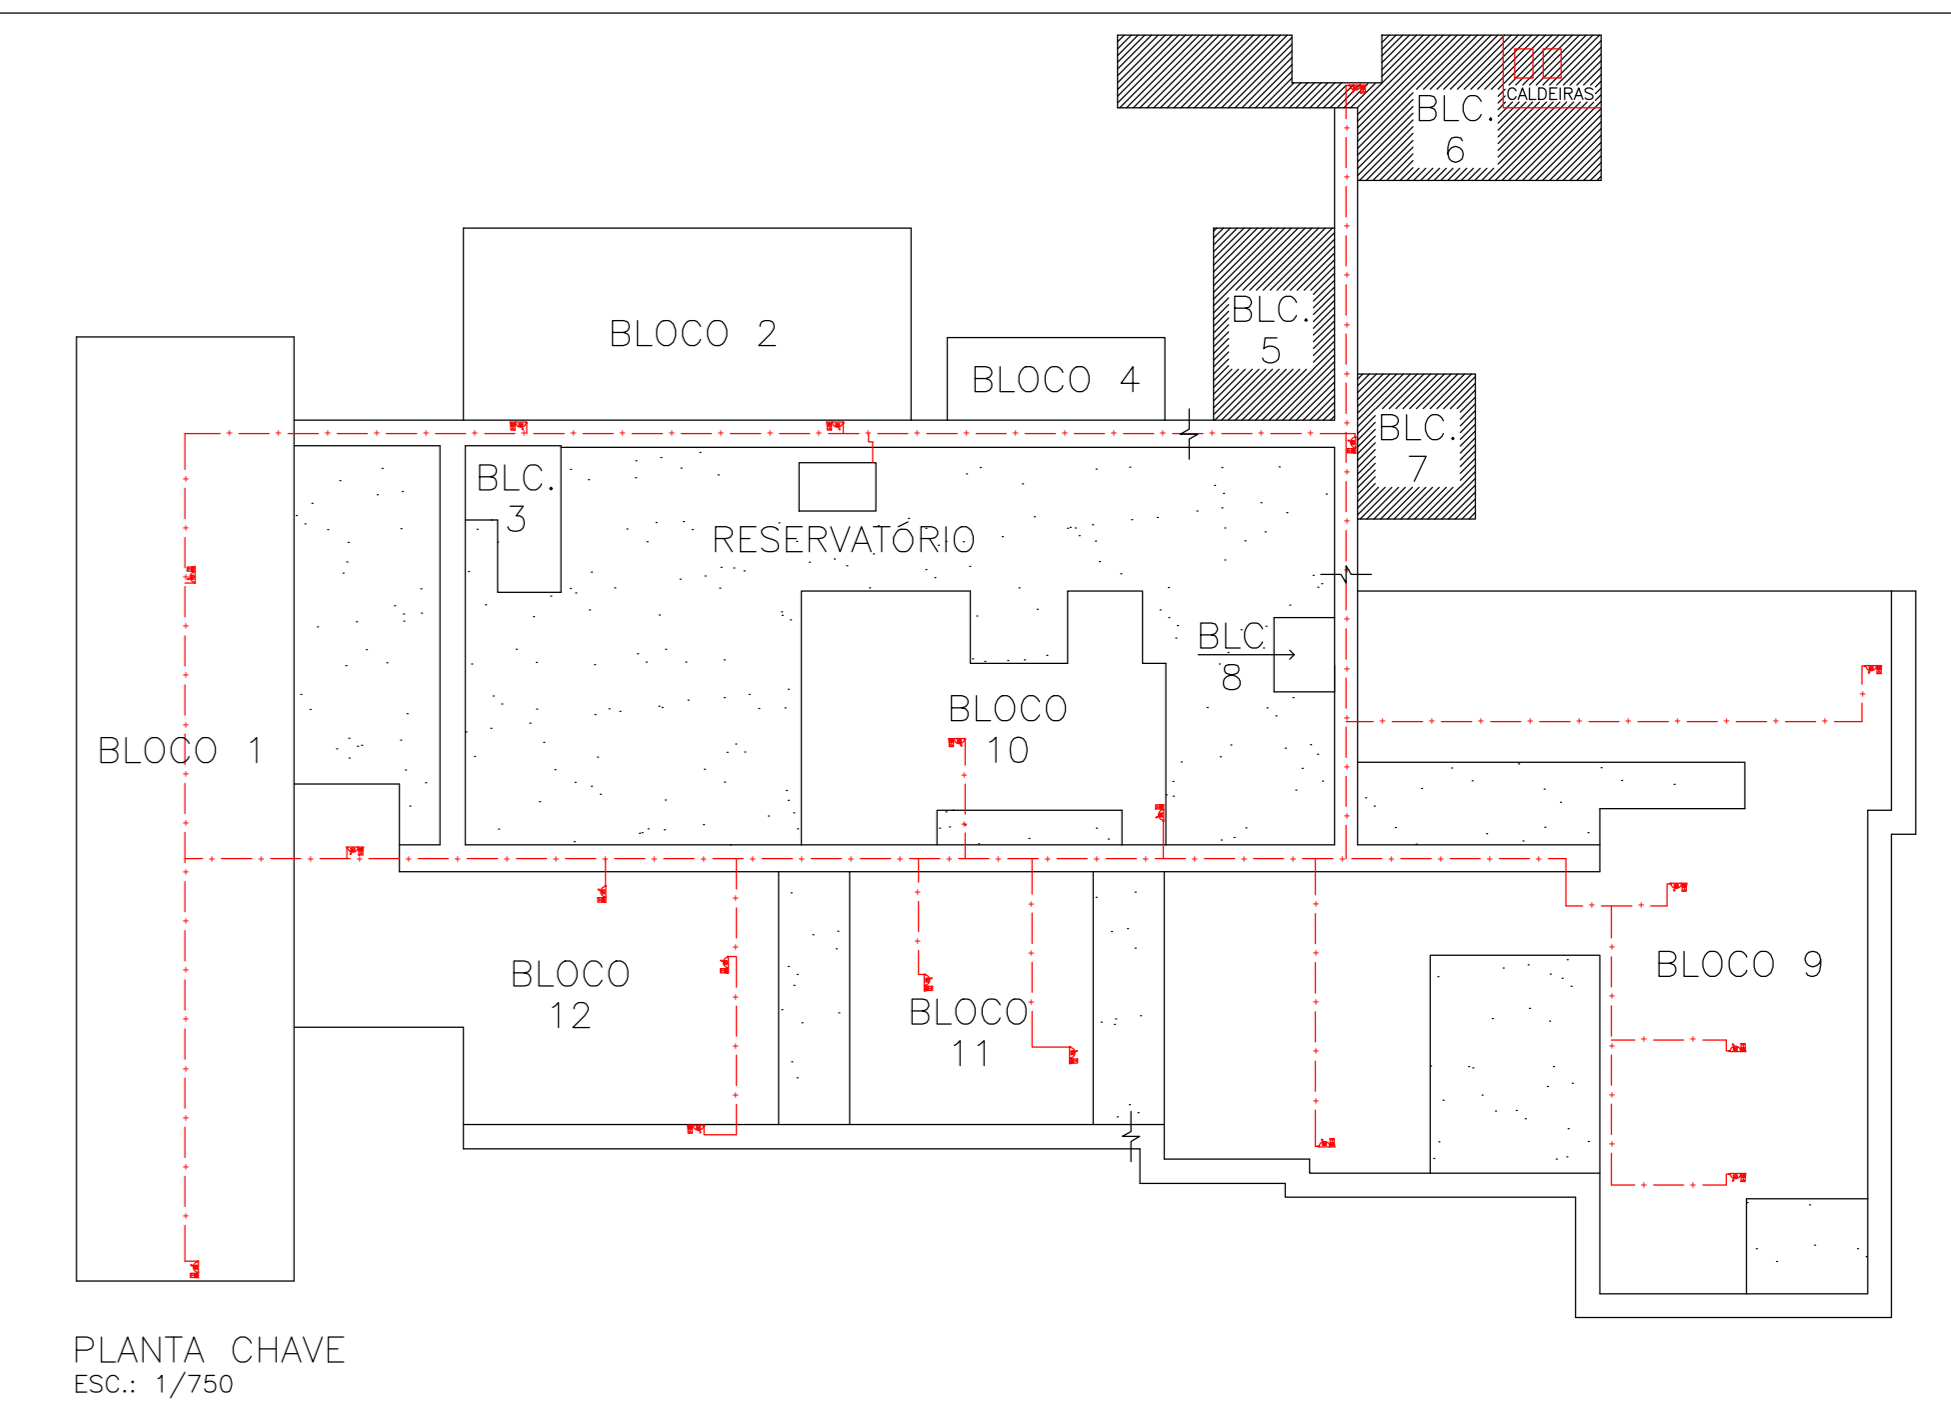 CALDEIRAS
BLC.
6
BLC.
5
BLOCO 2
BLOCO 4
BLC.
7
BLC.
3
RESERVATÓRIO
BLC.
8
BLOCO
10
BLOCO 1
BLOCO 9
BLOCO
12
BLOCO
11
PLANTA CHAVE
ESC.: 1/750